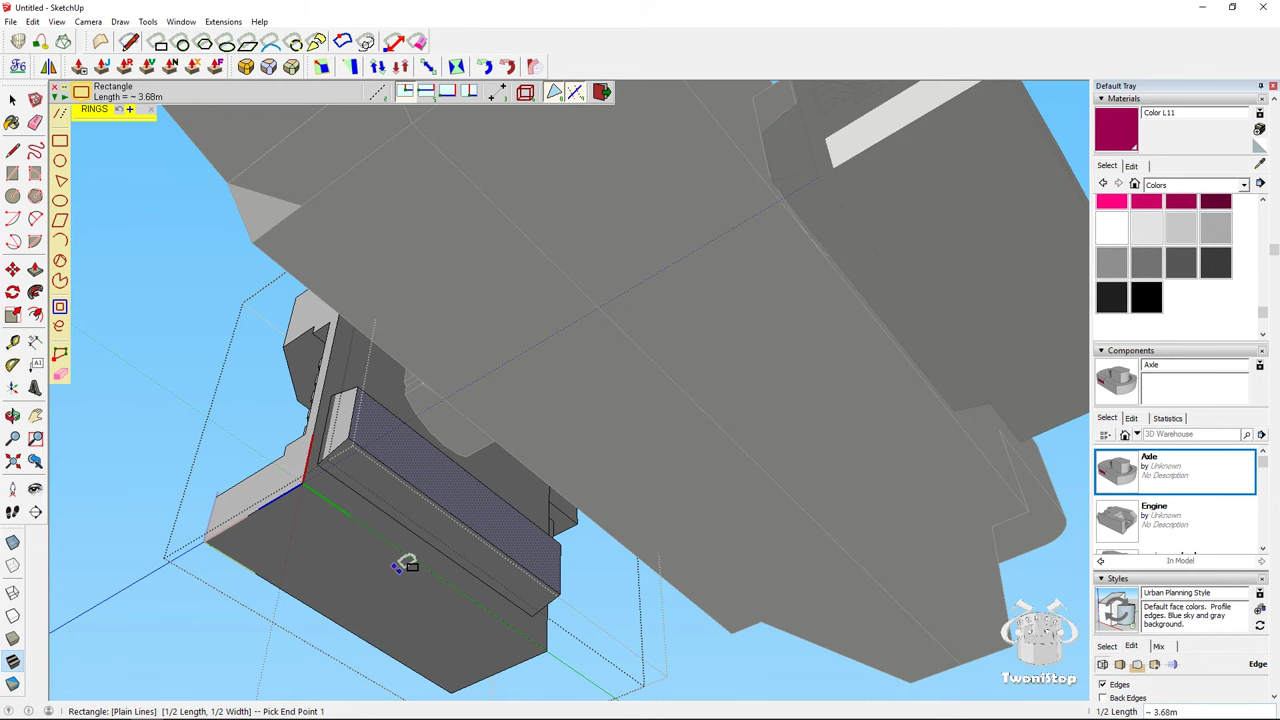 Untitled - SketchUp
File Edit View Camera Draw Tools Window Extensions Help
Rectangle
Length = ~ 3.68m
RINGS
Default Tray
Materials
Color L11
Select Edit
Colors
Components
Axle
Select Edit Statistics
3D Warehouse
Axle
by Unknown
No Description
Engine
by Unknown
No Description
In Model
Styles
Urban Planning Style
Default face colors. Profile
edges. Blue sky and gray
background.
Select Edit Mix
Edge
Edges
Back Edges
TwoniStop
Rectangle: [Plain Lines] [1/2 Length, 1/2 Width] -- Pick End Point 1
1/2 Length ~ 3.68m